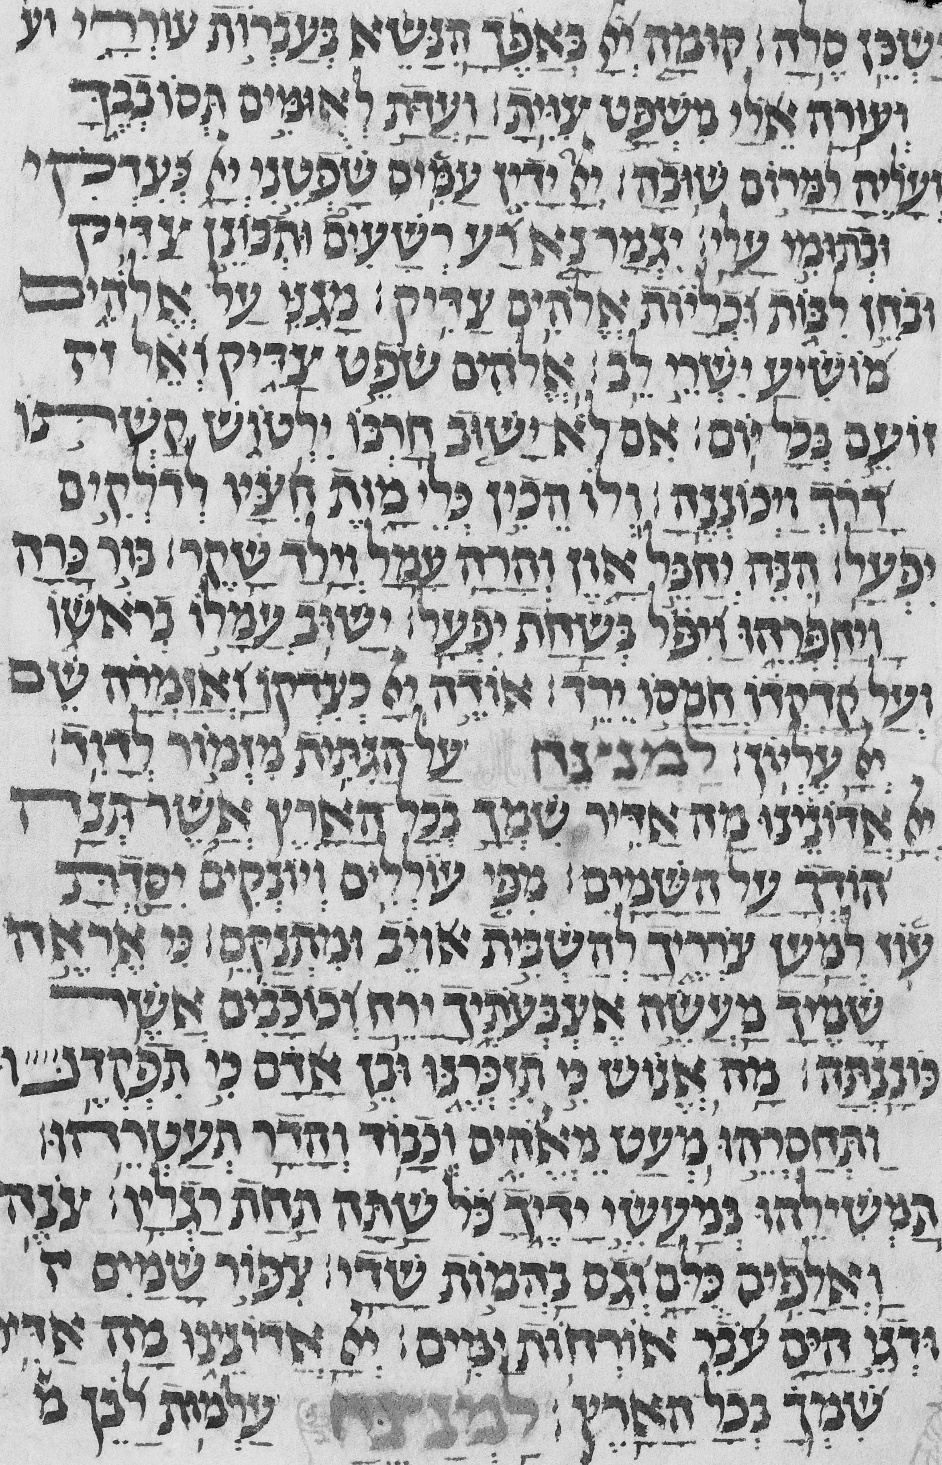 ישכן סלה: קומה יי באפך הנשא בעברות עוררי וע
ועורה אלי משפט צוית: ועדת לאומים תסובבך
ועליה למרום שובה: יי ידין עמים שפטני יי כצדקי
וכתומי עלי: יגמר נא רע רשעים ותכונן צדיק
ובחן לבות וכליות אלהים צדיק: מגני על אלהים
מושיע ישרי לב: אלהים שפט צדיק ואל
זועם בכל יום: אם לא ישוב חרבו ילטוש קשתו
דרך ויכוננה: ולו הכין כלי מות חציו לדלקים
יפעל: הנה יחבל און והרה עמל וילד שקר: בור כרה
ויחפרהו ויפל בשחת יפעל: ישוב עמלו בראשו
ועל קדקדו חמסו ירד: אודה יי כצדקו ואזמרה שם
יי עליון: למנצח על הגתית מזמור לדוד:
יי אדונינו מה אדיר שמך בכל הארץ אשר תנה
הודך על השמים: מפי עוללים ויונקים יסדת
עוז למען צורריך להשבית אויב ומתנקם: כי אראה
שמיך מעשה אצבעתיך ירח וכוכבים אשר
כוננתה: מה אנוש כי תזכרנו ובן אדם כי תפקדנו
ותחסרהו מעט מאלהים וכבוד והדר תעטרהו:
תמשילהו במעשי ידיך כל שתה תחת רגליו: צנה
ואלפים כלם וגם בהמות שדי: צפור שמים
ודגי הים עבר אורחות ימים: יי אדונינו מה אדי
שמך בכל הארץ: למנצח עלמות לבן מ